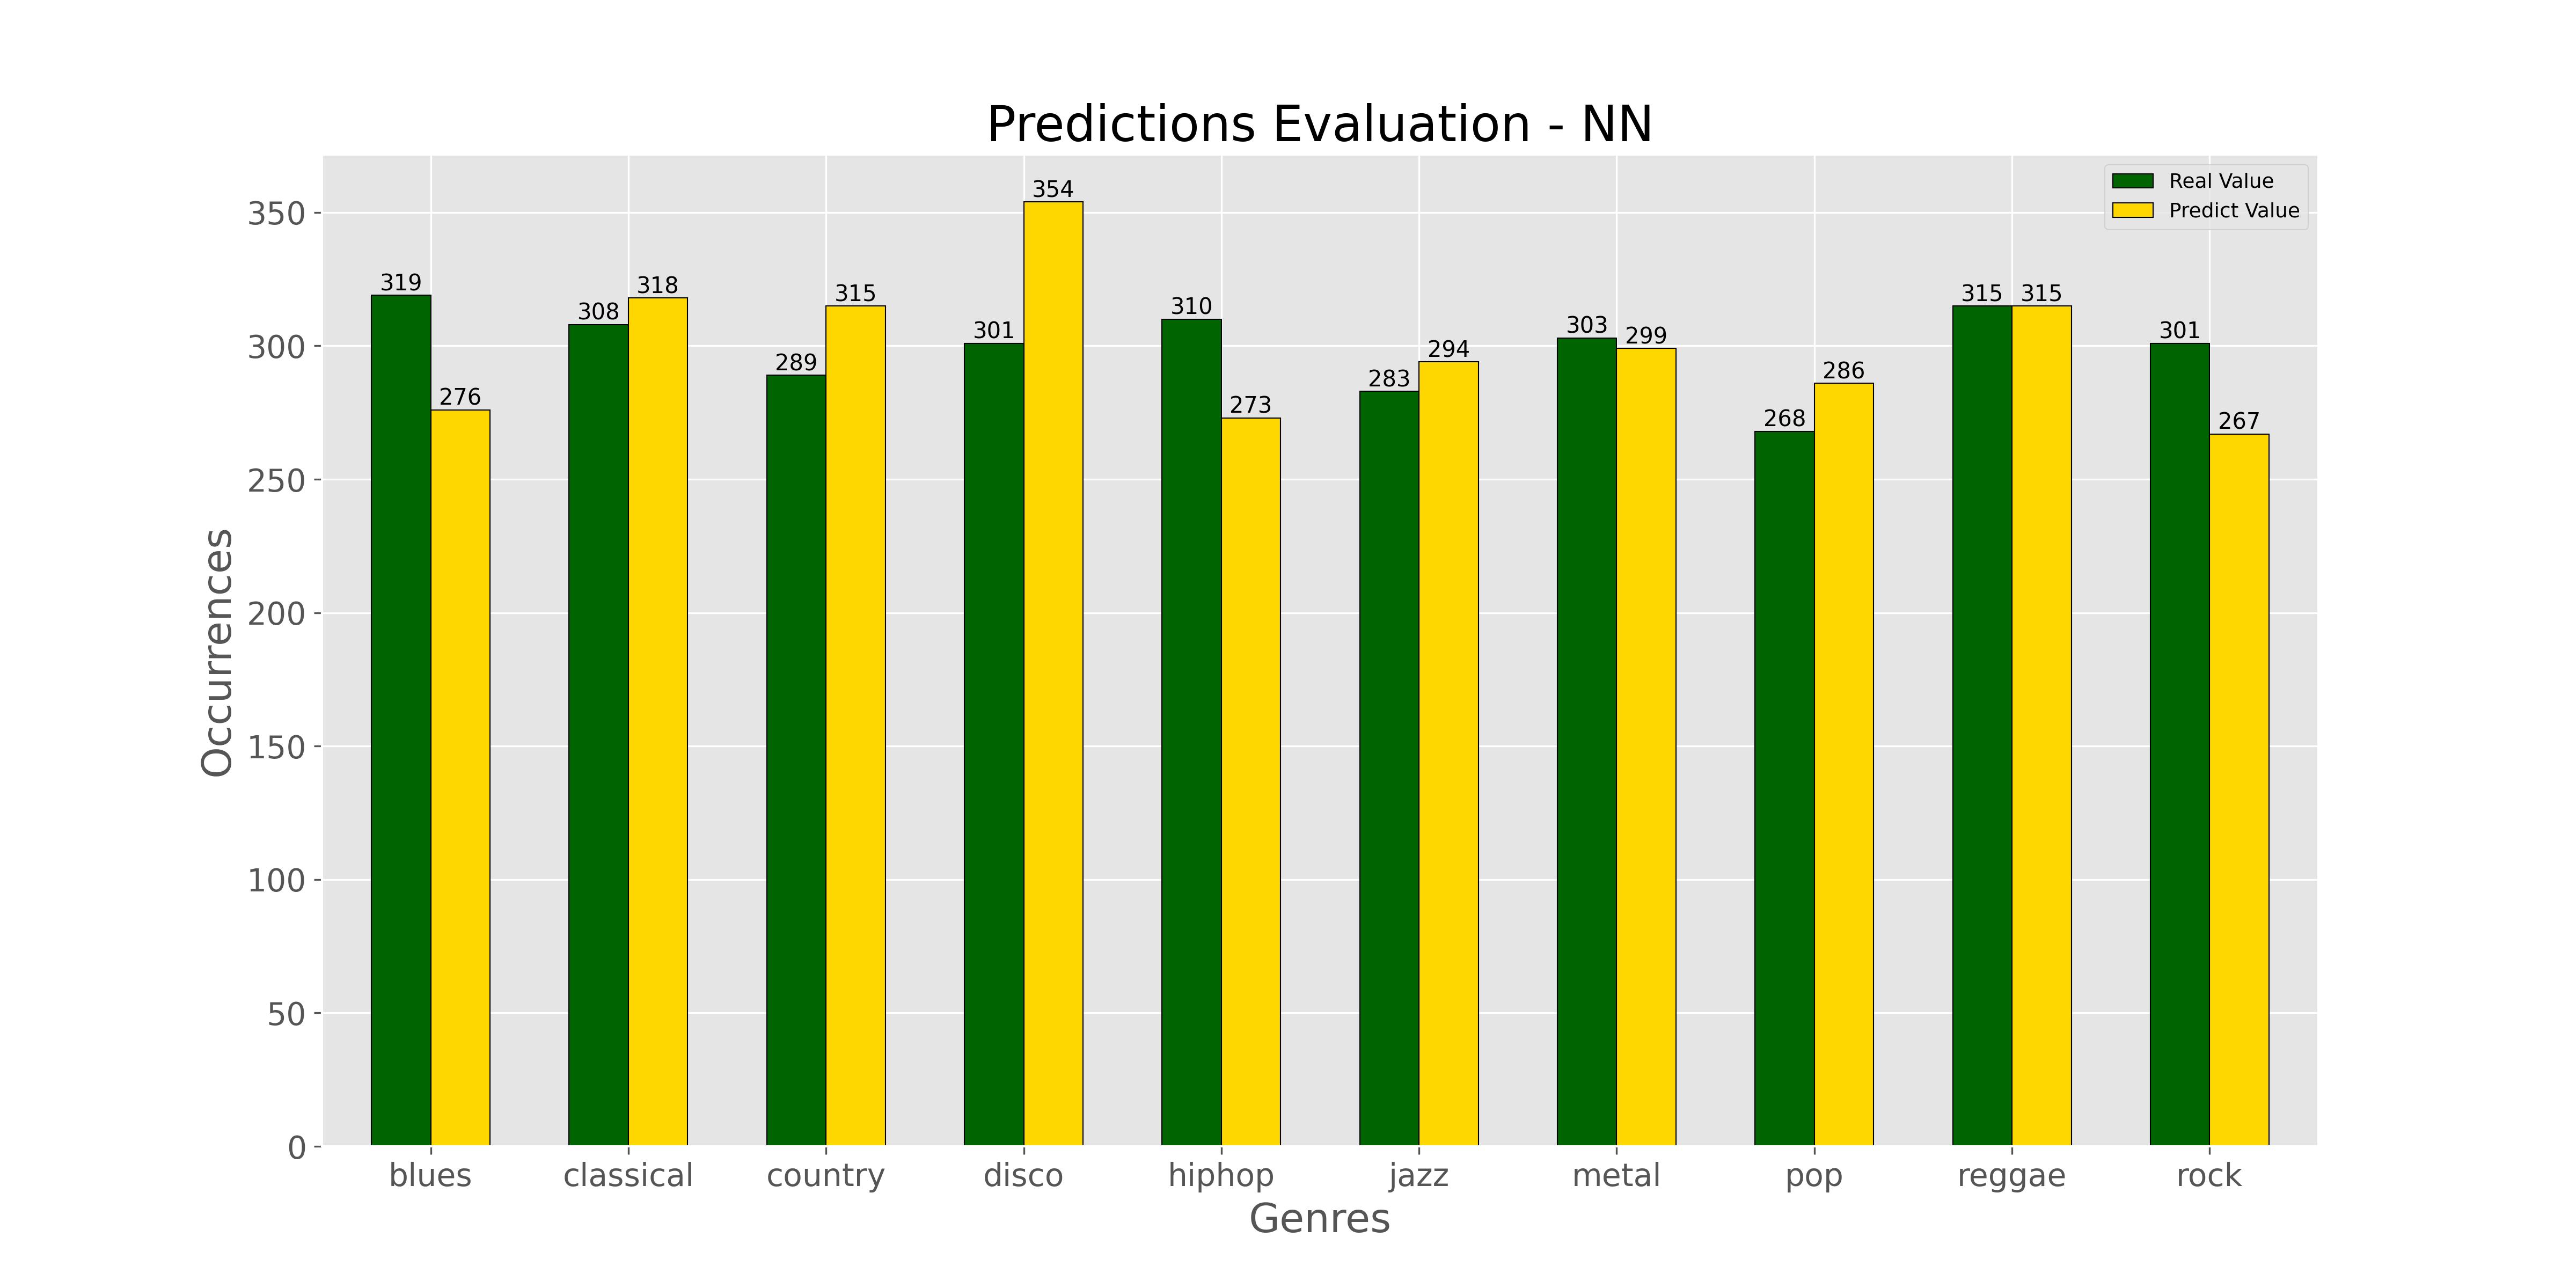 Predictions Evaluation - NN
Real Value
Predict Value
Occurrences
350
300
250
200
150
100
50
0
319 276 308 318 289 315 301 354 310 273 283 294 303 299 268 286 315 315 301 267
blues classical country disco hiphop jazz metal pop reggae rock
Genres